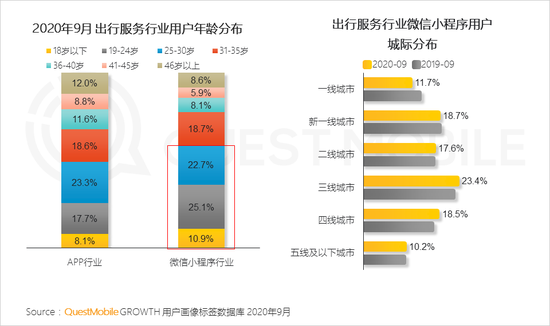 2020年9月 出行服务行业用户年龄分布
18岁以下 19-24岁 25-30岁 31-35岁
36-40岁 41-45岁 46岁以上
12.0%
8.8%
11.6%
18.6%
23.3%
17.7%
8.1%
APP行业
8.6%
5.9%
8.1%
18.7%
22.7%
25.1%
10.9%
微信小程序行业
出行服务行业微信小程序用户
城际分布
2020-09 2019-09
一线城市 11.7%
新一线城市 18.7%
二线城市 17.6%
三线城市 23.4%
四线城市 18.5%
五线及以下城市 10.2%
QUESTMOBILE
Source：QuestMobile GROWTH 用户画像标签数据库 2020年9月